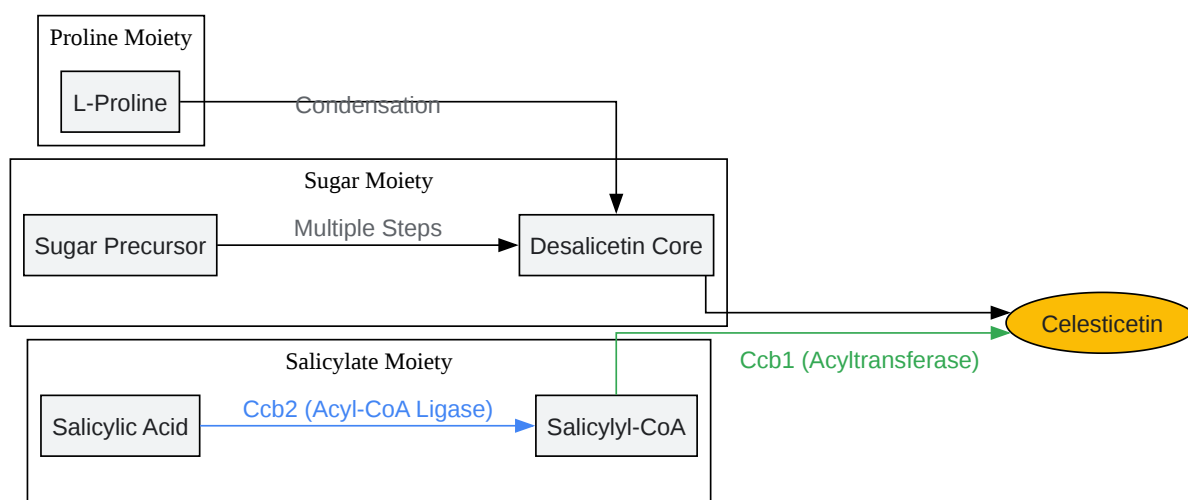 Proline Moiety
L-Proline
Condensation
Sugar Moiety
Sugar Precursor
Multiple Steps
Desalicetin Core
Celesticetin
Salicylate Moiety
Ccb1 (Acyltransferase)
Salicylic Acid
Ccb2 (Acyl-CoA Ligase)
Salicylyl-CoA